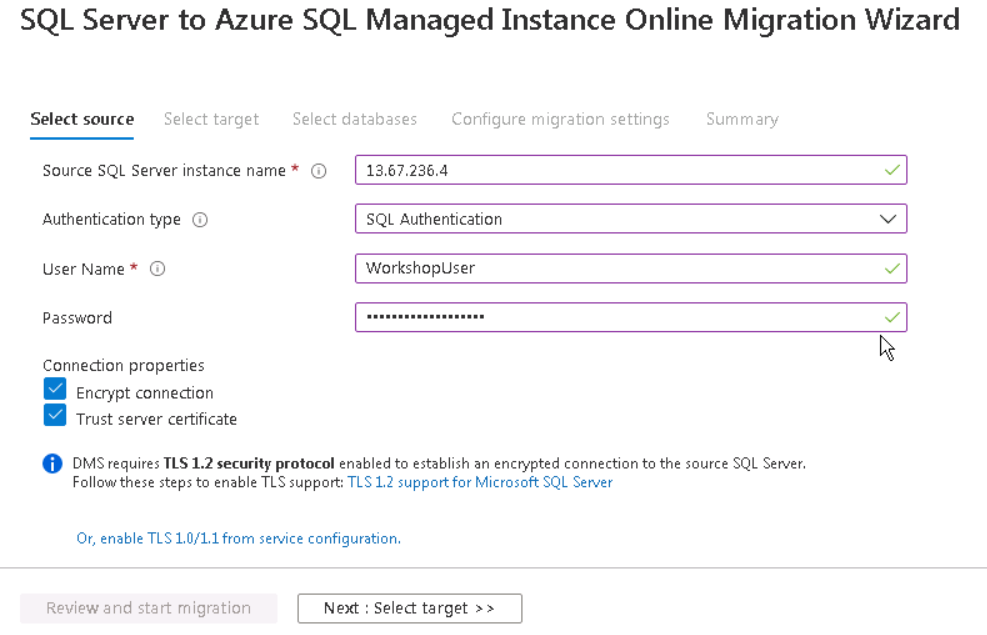 SQL Server to Azure SQL Managed Instance Online Migration Wizard
Select source Select target Select databases Configure migration settings Summary
Source SQL Server instance name * 13.67.236.4
Authentication type SQL Authentication
User Name * WorkshopUser
Password •••••••••••••••••••
Connection properties
Encrypt connection
Trust server certificate
DMS requires TLS 1.2 security protocol enabled to establish an encrypted connection to the source SQL Server.
Follow these steps to enable TLS support: TLS 1.2 support for Microsoft SQL Server
Or, enable TLS 1.0/1.1 from service configuration.
Review and start migration Next : Select target >>